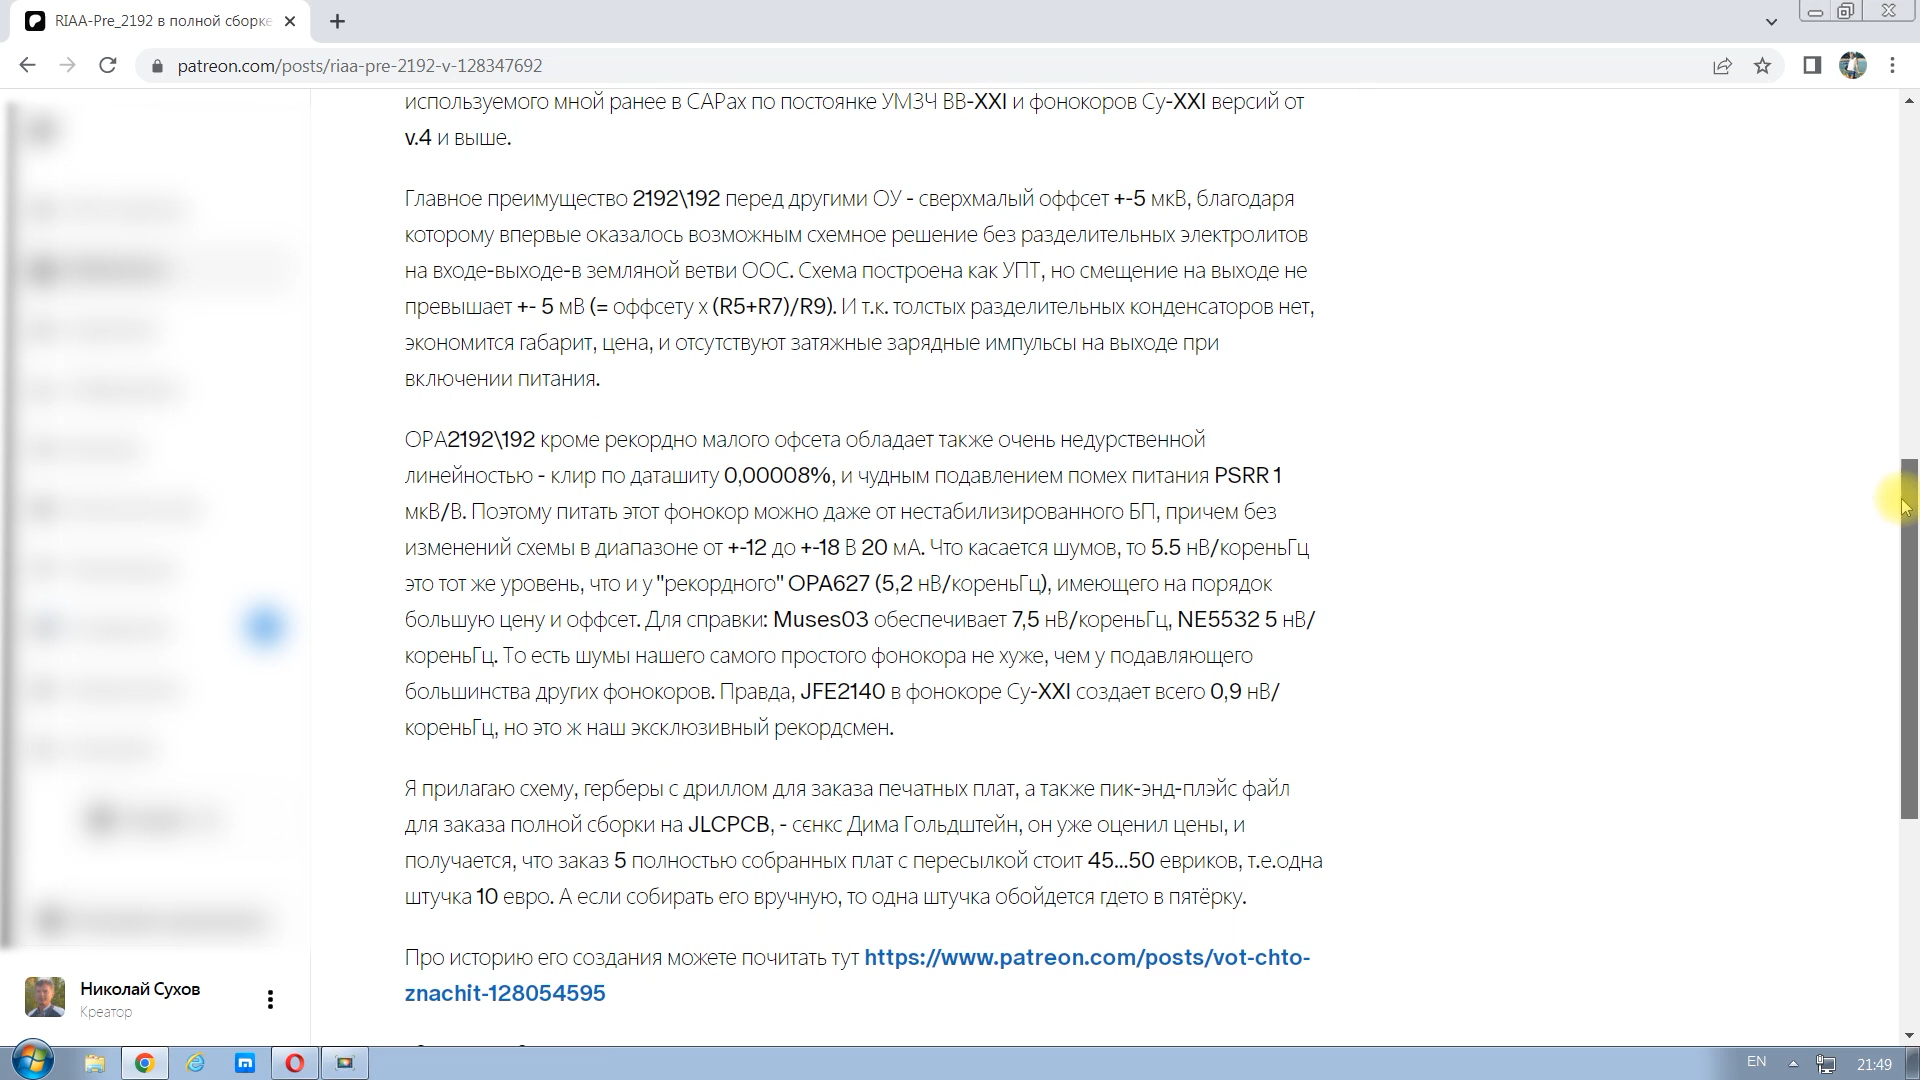 RIAA-Pre_2192 в полной сборке
patreon.com/posts/riaa-pre-2192-v-128347692
используемого мной ранее в САРах по постоянке УМЗЧ ВВ-XXI и фонокоров Су-XXI версий от
v.4 и выше.
Главное преимущество 2192\192 перед другими ОУ - сверхмалый оффсет +-5 мкВ, благодаря
которому впервые оказалось возможным схемное решение без разделительных электролитов
на входе-выходе-в земляной ветви ООС. Схема построена как УПТ, но смещение на выходе не
превышает +- 5 мВ (= оффсету х (R5+R7)/R9). И т.к. толстых разделительных конденсаторов нет,
экономится габарит, цена, и отсутствуют затяжные зарядные импульсы на выходе при
включении питания.
ОРА2192\192 кроме рекордно малого офсета обладает также очень недурственной
линейностью - клир по даташиту 0,00008%, и чудным подавлением помех питания PSRR 1
мкВ/В. Поэтому питать этот фонокор можно даже от нестабилизированного БП, причем без
изменений схемы в диапазоне от +-12 до +-18 В 20 мА. Что касается шумов, то 5.5 нВ/кореньГц
это тот же уровень, что и у "рекордного" OPA627 (5,2 нВ/кореньГц), имеющего на порядок
большую цену и оффсет. Для справки: Muses03 обеспечивает 7,5 нВ/кореньГц, NE5532 5 нВ/
кореньГц. То есть шумы нашего самого простого фонокора не хуже, чем у подавляющего
большинства других фонокоров. Правда, JFE2140 в фонокоре Су-XXI создает всего 0,9 нВ/
кореньГц, но это ж наш эксклюзивный рекордсмен.
Я прилагаю схему, герберы с дриллом для заказа печатных плат, а также пик-энд-плэйс файл
для заказа полной сборки на JLCPCB, - сєнкс Дима Гольдштейн, он уже оценил цены, и
получается, что заказ 5 полностью собранных плат с пересылкой стоит 45...50 евриков, т.е.одна
штучка 10 евро. А если собирать его вручную, то одна штучка обойдется гдето в пятёрку.
Про историю его создания можете почитать тут https://www.patreon.com/posts/vot-chto-
znachit-128054595
Николай Сухов
Креатор
EN
21:49